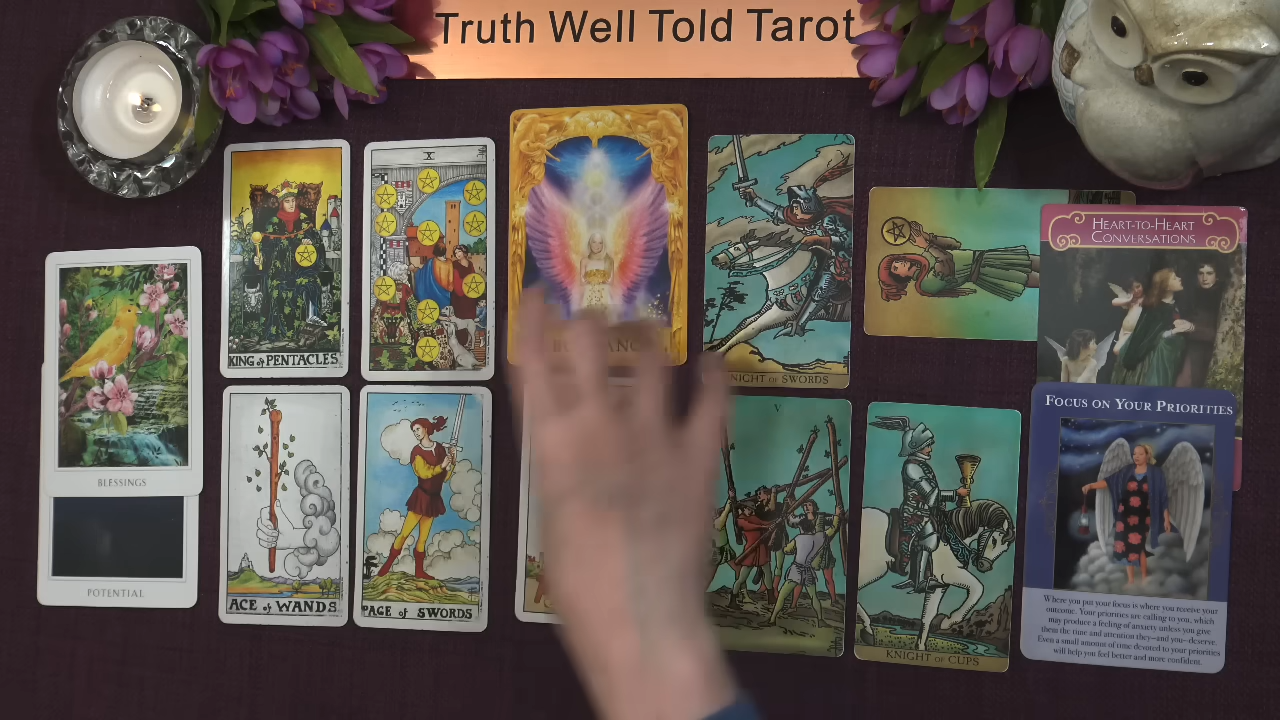 Truth Well Told Tarot
BLESSINGS
POTENTIAL
KING of PENTACLES
X
KNIGHT OF SWORDS
HEART-TO-HEART
CONVERSATIONS
ACE of WANDS
PAGE of SWORDS
V
KNIGHT OF CUPS
FOCUS ON YOUR PRIORITIES
Where you put your focus is where you receive your
outcome. Your priorities are calling to you, which
may produce a feeling of anxiety unless you give
them the time and attention they—and you—deserve.
Even a small amount of time devoted to your priorities
will help you feel better and more confident.